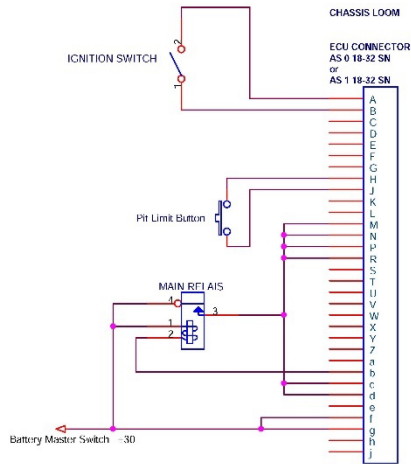 CHASSIS LOOM
ECU CONNECTOR
AS 0 18-32 SN
or
AS 1 18-32 SN
IGNITION SWITCH
2
1
A
B
C
D
E
F
G
H
J
K
L
M
N
P
R
S
T
U
V
W
X
Y
Z
a
b
c
d
e
f
g
h
j
Pit Limit Button
MAIN RELAIS
4
3
1
2
Battery Master Switch +30